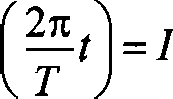 (2π/T t) = I